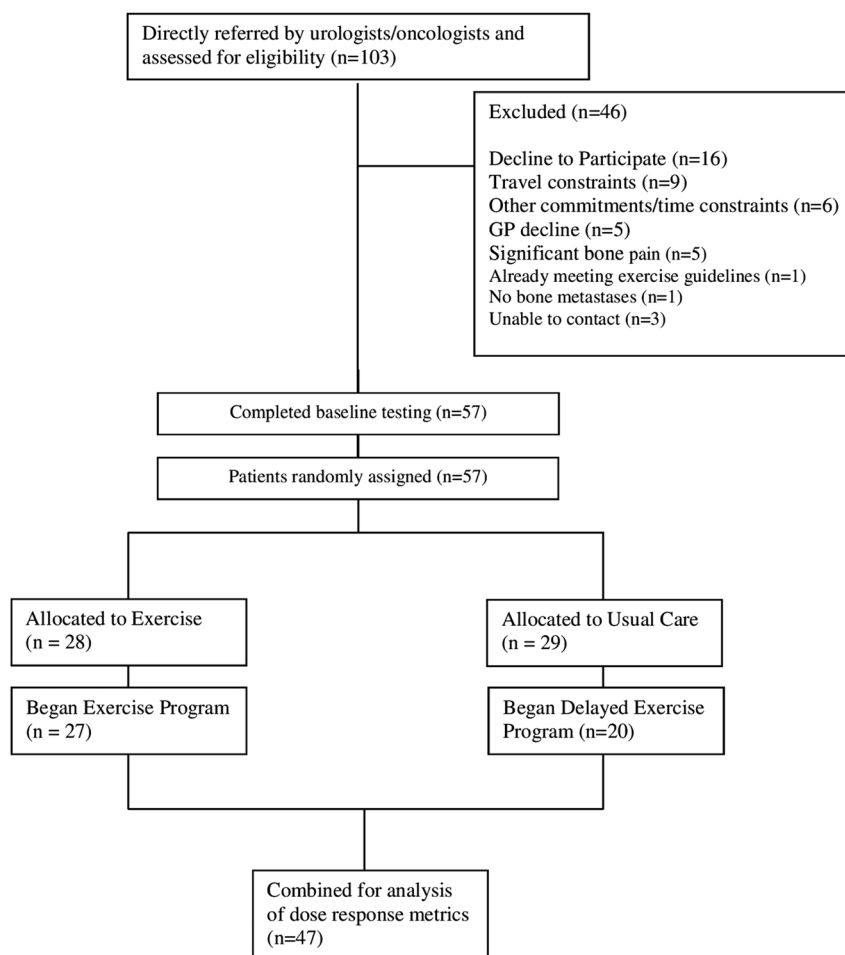 Directly referred by urologists/oncologists and
assessed for eligibility (n=103)
Excluded (n=46)
Decline to Participate (n=16)
Travel constraints (n=9)
Other commitments/time constraints (n=6)
GP decline (n=5)
Significant bone pain (n=5)
Already meeting exercise guidelines (n=1)
No bone metastases (n=1)
Unable to contact (n=3)
Completed baseline testing (n=57)
Patients randomly assigned (n=57)
Allocated to Exercise
(n = 28)
Allocated to Usual Care
(n = 29)
Began Exercise Program
(n = 27)
Began Delayed Exercise
Program (n=20)
Combined for analysis
of dose response metrics
(n=47)